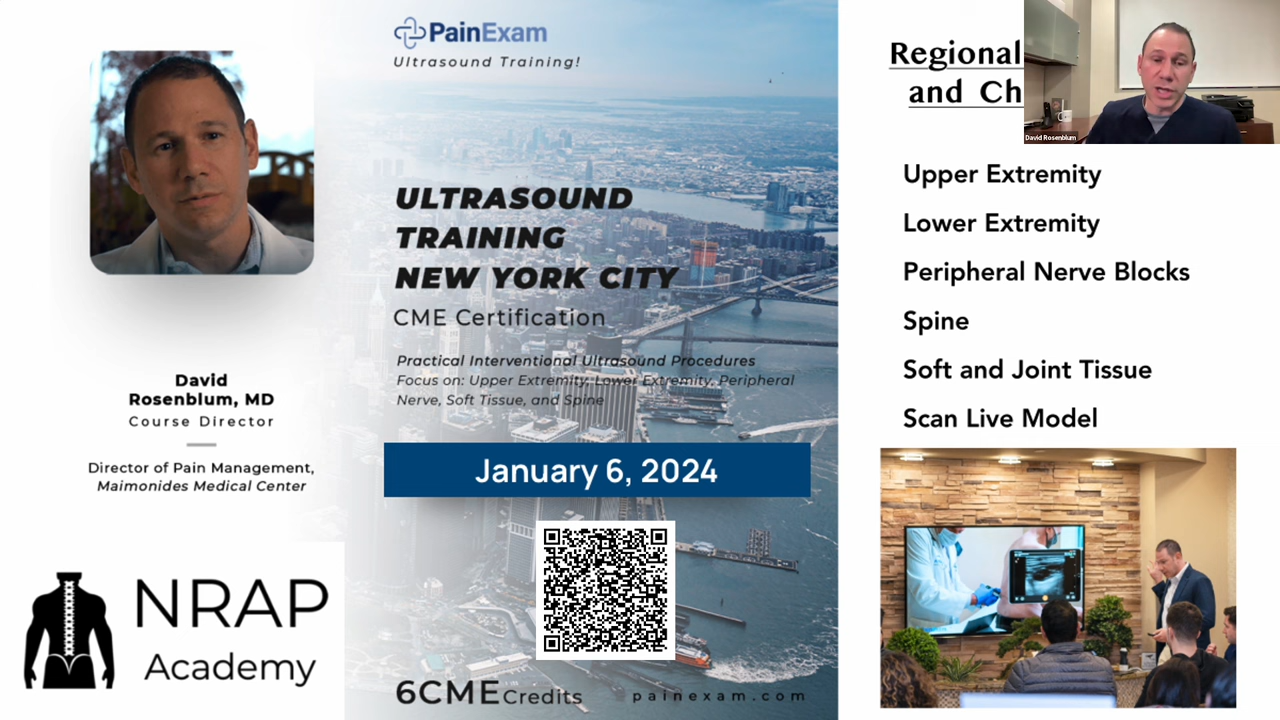 David
Rosenblum, MD
Course Director
Director of Pain Management,
Maimonides Medical Center
NRAP
Academy
PainExam
Ultrasound Training!
ULTRASOUND
TRAINING
NEW YORK CITY
CME Certification
Practical Interventional Ultrasound Procedures
Focus on: Upper Extremity, Lower Extremity, Peripheral
Nerve, Soft Tissue, and Spine
January 6, 2024
6CME Credits
painexam.com
Regional
and Ch
David Rosenblum
Upper Extremity
Lower Extremity
Peripheral Nerve Blocks
Spine
Soft and Joint Tissue
Scan Live Model